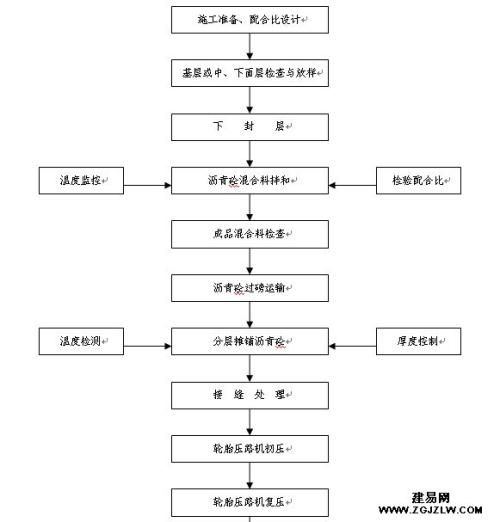 施工准备、配合比设计
基层或中、下面层检查与放样
下 封 层
温度监控
沥青砼混合料拌和
检验配合比
成品混合料检查
沥青砼过磅运输
温度检测
分层摊铺沥青砼
厚度控制
接 缝 处 理
轮胎压路机初压
轮胎压路机复压
建易网
WWW.ZGJZLW.COM